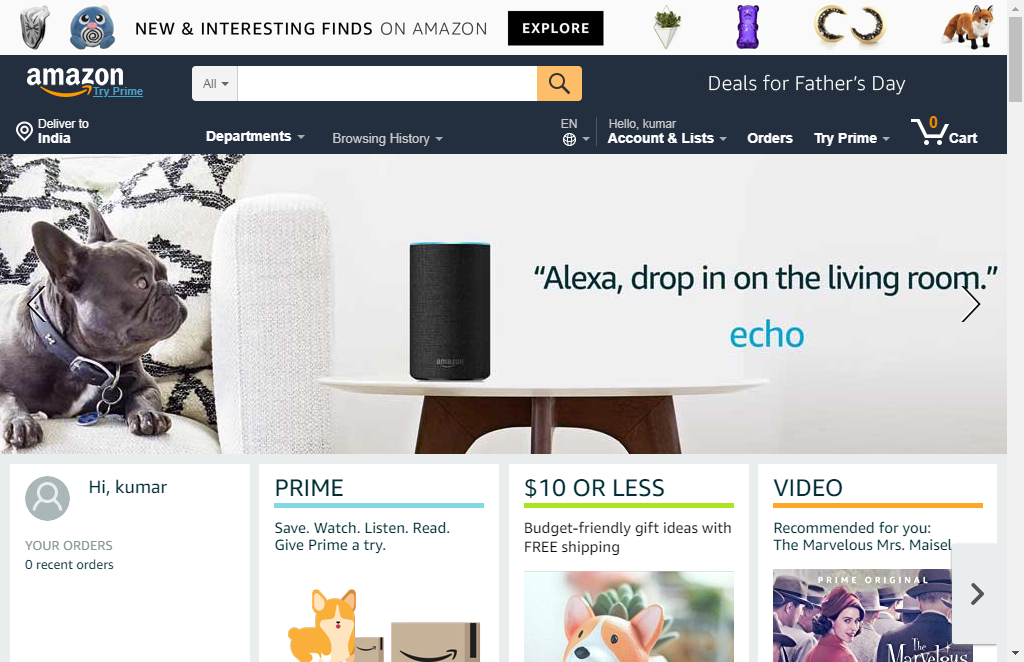 NEW & INTERESTING FINDS ON AMAZON EXPLORE
amazon
Try Prime
All
Deals for Father's Day
Deliver to
India
Departments
Browsing History
EN
Hello, kumar
Account & Lists
Orders
Try Prime
0
Cart
“Alexa, drop in on the living room.”
echo
amazon
Hi, kumar
YOUR ORDERS
0 recent orders
PRIME
Save. Watch. Listen. Read.
Give Prime a try.
$10 OR LESS
Budget-friendly gift ideas with
FREE shipping
VIDEO
Recommended for you:
The Marvelous Mrs. Maisel
PRIME ORIGINAL
The
Marvelous